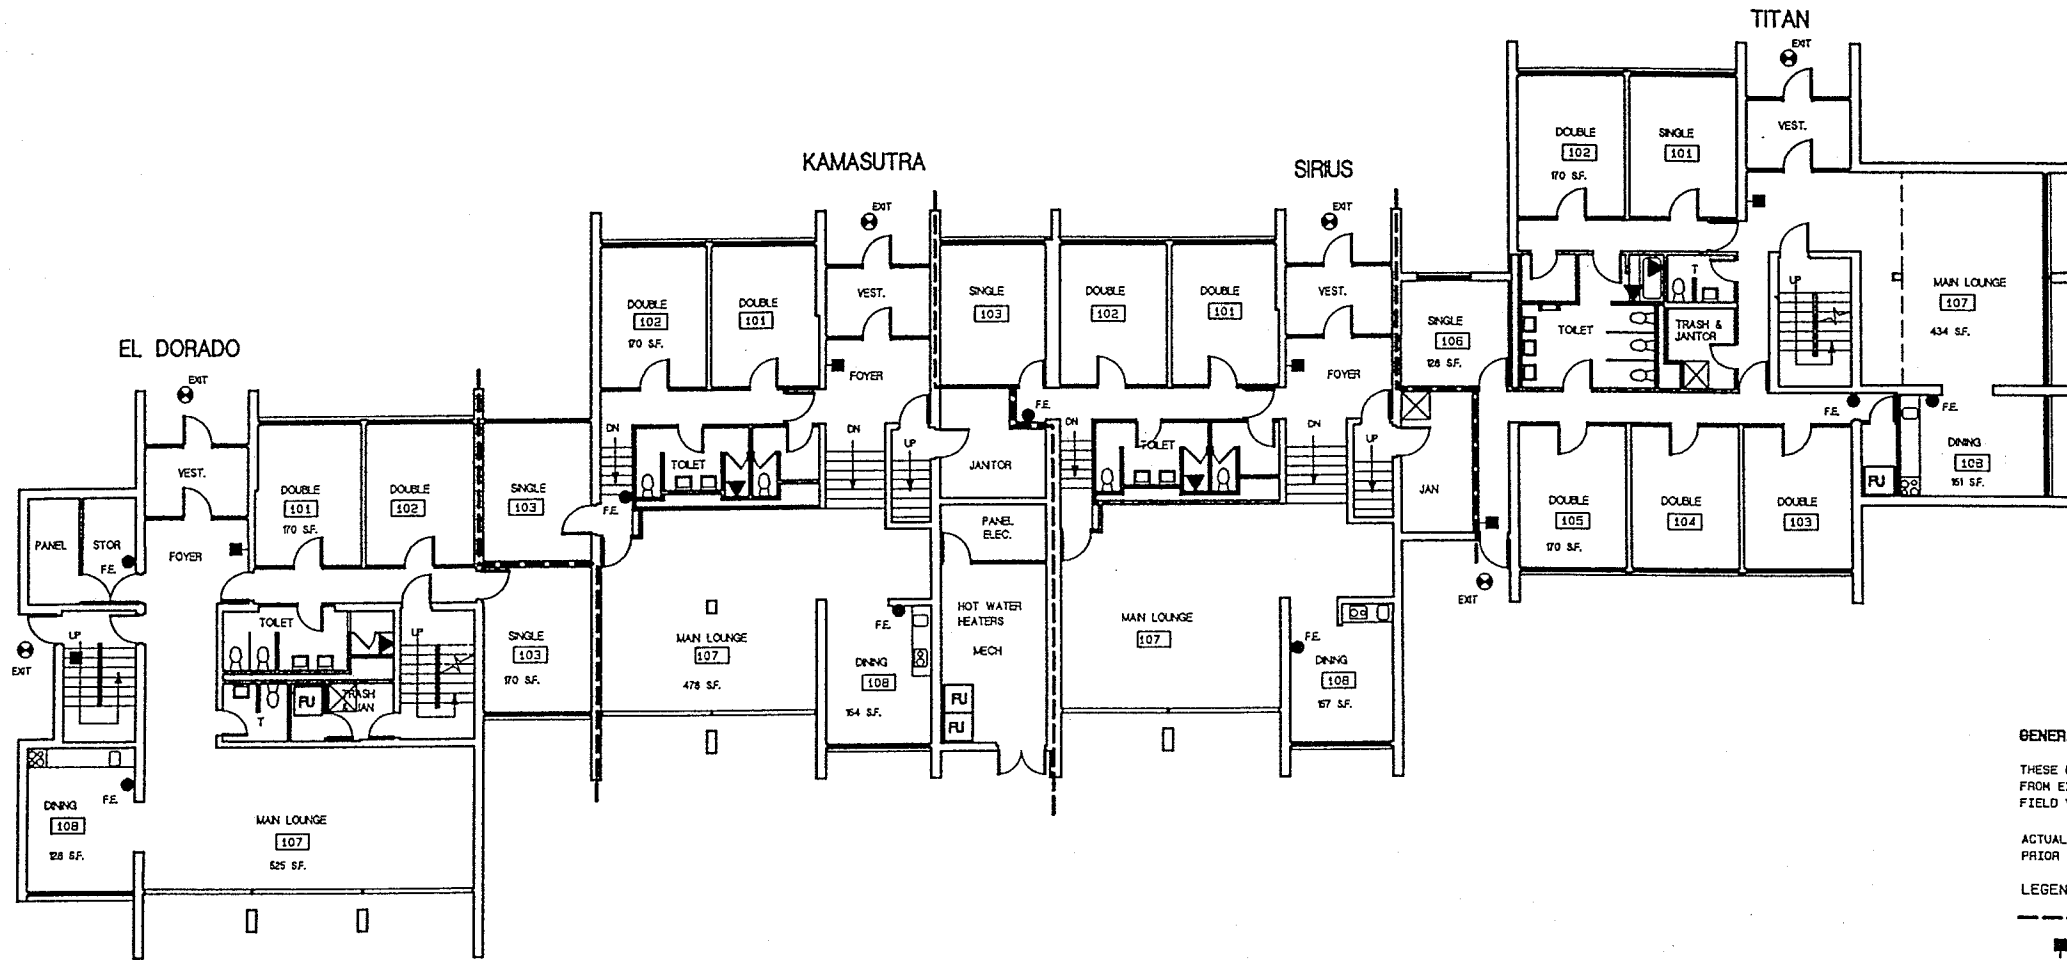 TITAN
EXIT
VEST.
DOUBLE
102
170 S.F.
SINGLE
101
T
TOILET
TRASH &
JANITOR
UP
MAIN LOUNGE
107
434 S.F.
F.E.
F.E.
DINING
108
151 S.F.
FU
DOUBLE
105
170 S.F.
DOUBLE
104
DOUBLE
103
EXIT
SIRIUS
EXIT
VEST.
FOYER
SINGLE
106
128 S.F.
SINGLE
103
DOUBLE
102
DOUBLE
101
F.E.
DN
TOILET
DN
UP
JAN
MAIN LOUNGE
107
F.E.
DINING
108
157 S.F.
KAMASUTRA
EXIT
VEST.
FOYER
DOUBLE
102
170 S.F.
DOUBLE
101
DN
TOILET
DN
UP
F.E.
JANITOR
PANEL
ELEC.
HOT WATER
HEATERS
MECH
FU
FU
MAIN LOUNGE
107
476 S.F.
F.E.
DINING
108
164 S.F.
EL DORADO
EXIT
VEST.
FOYER
PANEL
STOR
F.E.
DOUBLE
101
170 S.F.
DOUBLE
102
SINGLE
103
SINGLE
103
170 S.F.
TOILET
UP
UP
EXIT
T
FU
TRASH
JAN
DINING
108
128 S.F.
F.E.
MAIN LOUNGE
107
525 S.F.
GENER
THESE
FROM E
FIELD
ACTUAL
PRIOR
LEGEN